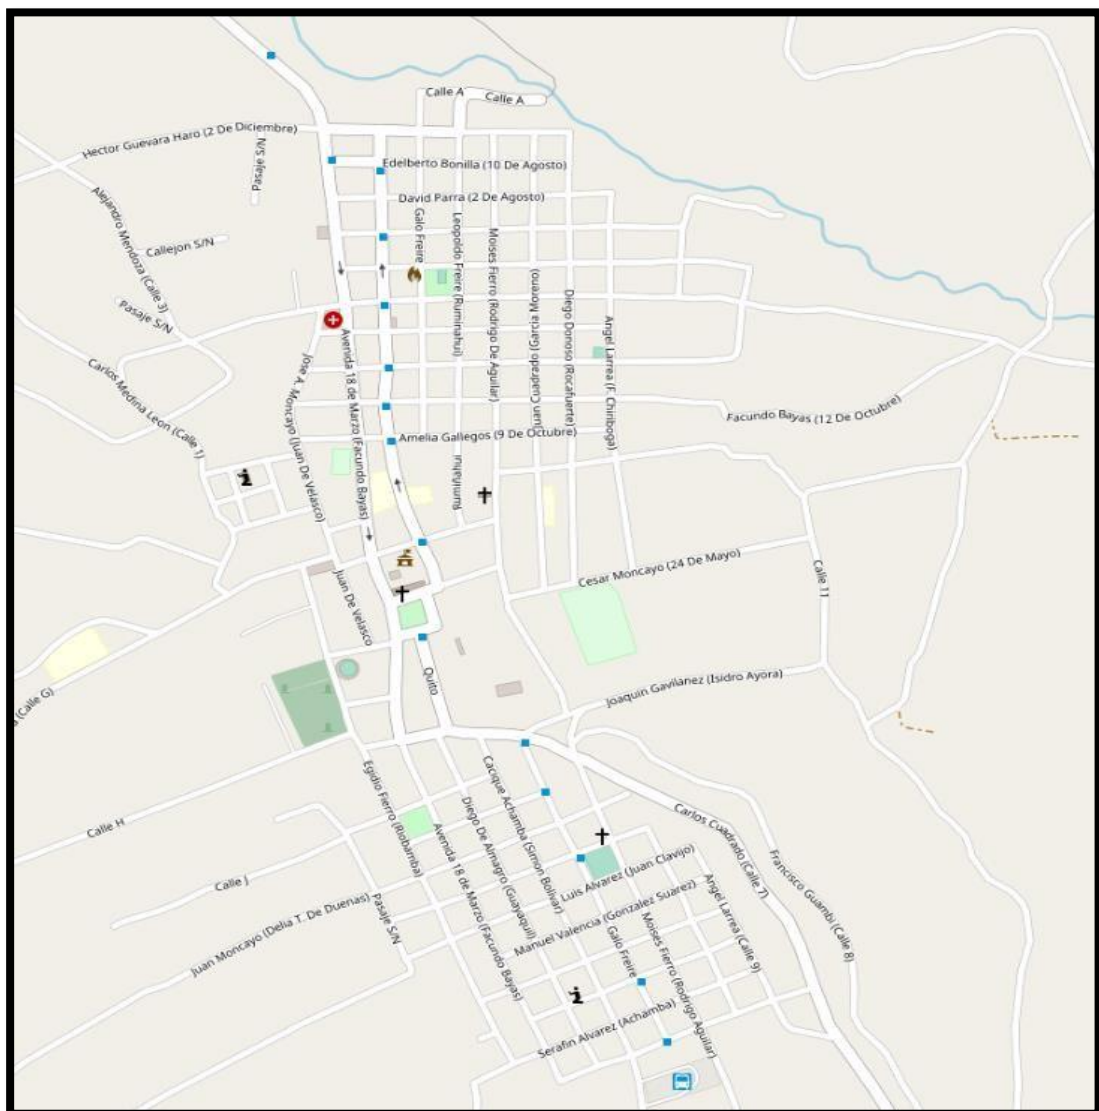 Calle A
Calle A
Hector Guevara Haro (2 De Diciembre)
Pasaje S/N
Edelberto Bonilla (10 De Agosto)
David Parra (2 De Agosto)
Alejandro Mendoza (Calle 3)
Callejon S/N
Galo Freire
Leopoldo Freire (Ruminahui)
Moises Fierro (Rodrigo De Aguilar)
Juan Cuadrado (Garcia Moreno)
Diego Donoso (Rocafuerte)
Angel Larrea (F. Chiriboga)
Pasaje S/N
Carlos Medina Leon (Calle 1)
Jose A. Moncayo (Juan De Velasco)
Avenida 18 de Marzo (Facundo Bayas)
Facundo Bayas (12 De Octubre)
Amelia Gallegos (9 De Octubre)
Ruminahui
Cesar Moncayo (24 De Mayo)
Calle 11
Juan De Velasco
Quito
Joaquin Gavilanez (Isidro Ayora)
a (Calle G)
Calle H
Egidio Fierro (Riobamba)
Cacique Achamba (Simon Bolivar)
Diego De Almagro (Guayaquil)
Avenida 18 de Marzo (Facundo Bayas)
Carlos Cuadrado (Calle 7)
Francisco Guambi (Calle 8)
Calle J
Luis Alvarez (Juan Clavijo)
Angel Larrea (Calle 9)
Juan Moncayo (Delia T. De Duenas)
Pasaje S/N
Manuel Valencia (Gonzalez Suarez)
Galo Freire
Moises Fierro (Rodrigo Aguilar)
Serafin Alvarez (Achamba)